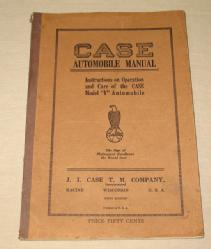 CASE
AUTOMOBILE MANUAL
Instructions on Operation
and Care of the CASE
Model "V" Automobile
The Sign of
Mechanical Excellence
the World Over
J. I. CASE T. M. COMPANY,
Incorporated
RACINE WISCONSIN U. S. A.
PRICE FIFTY CENTS